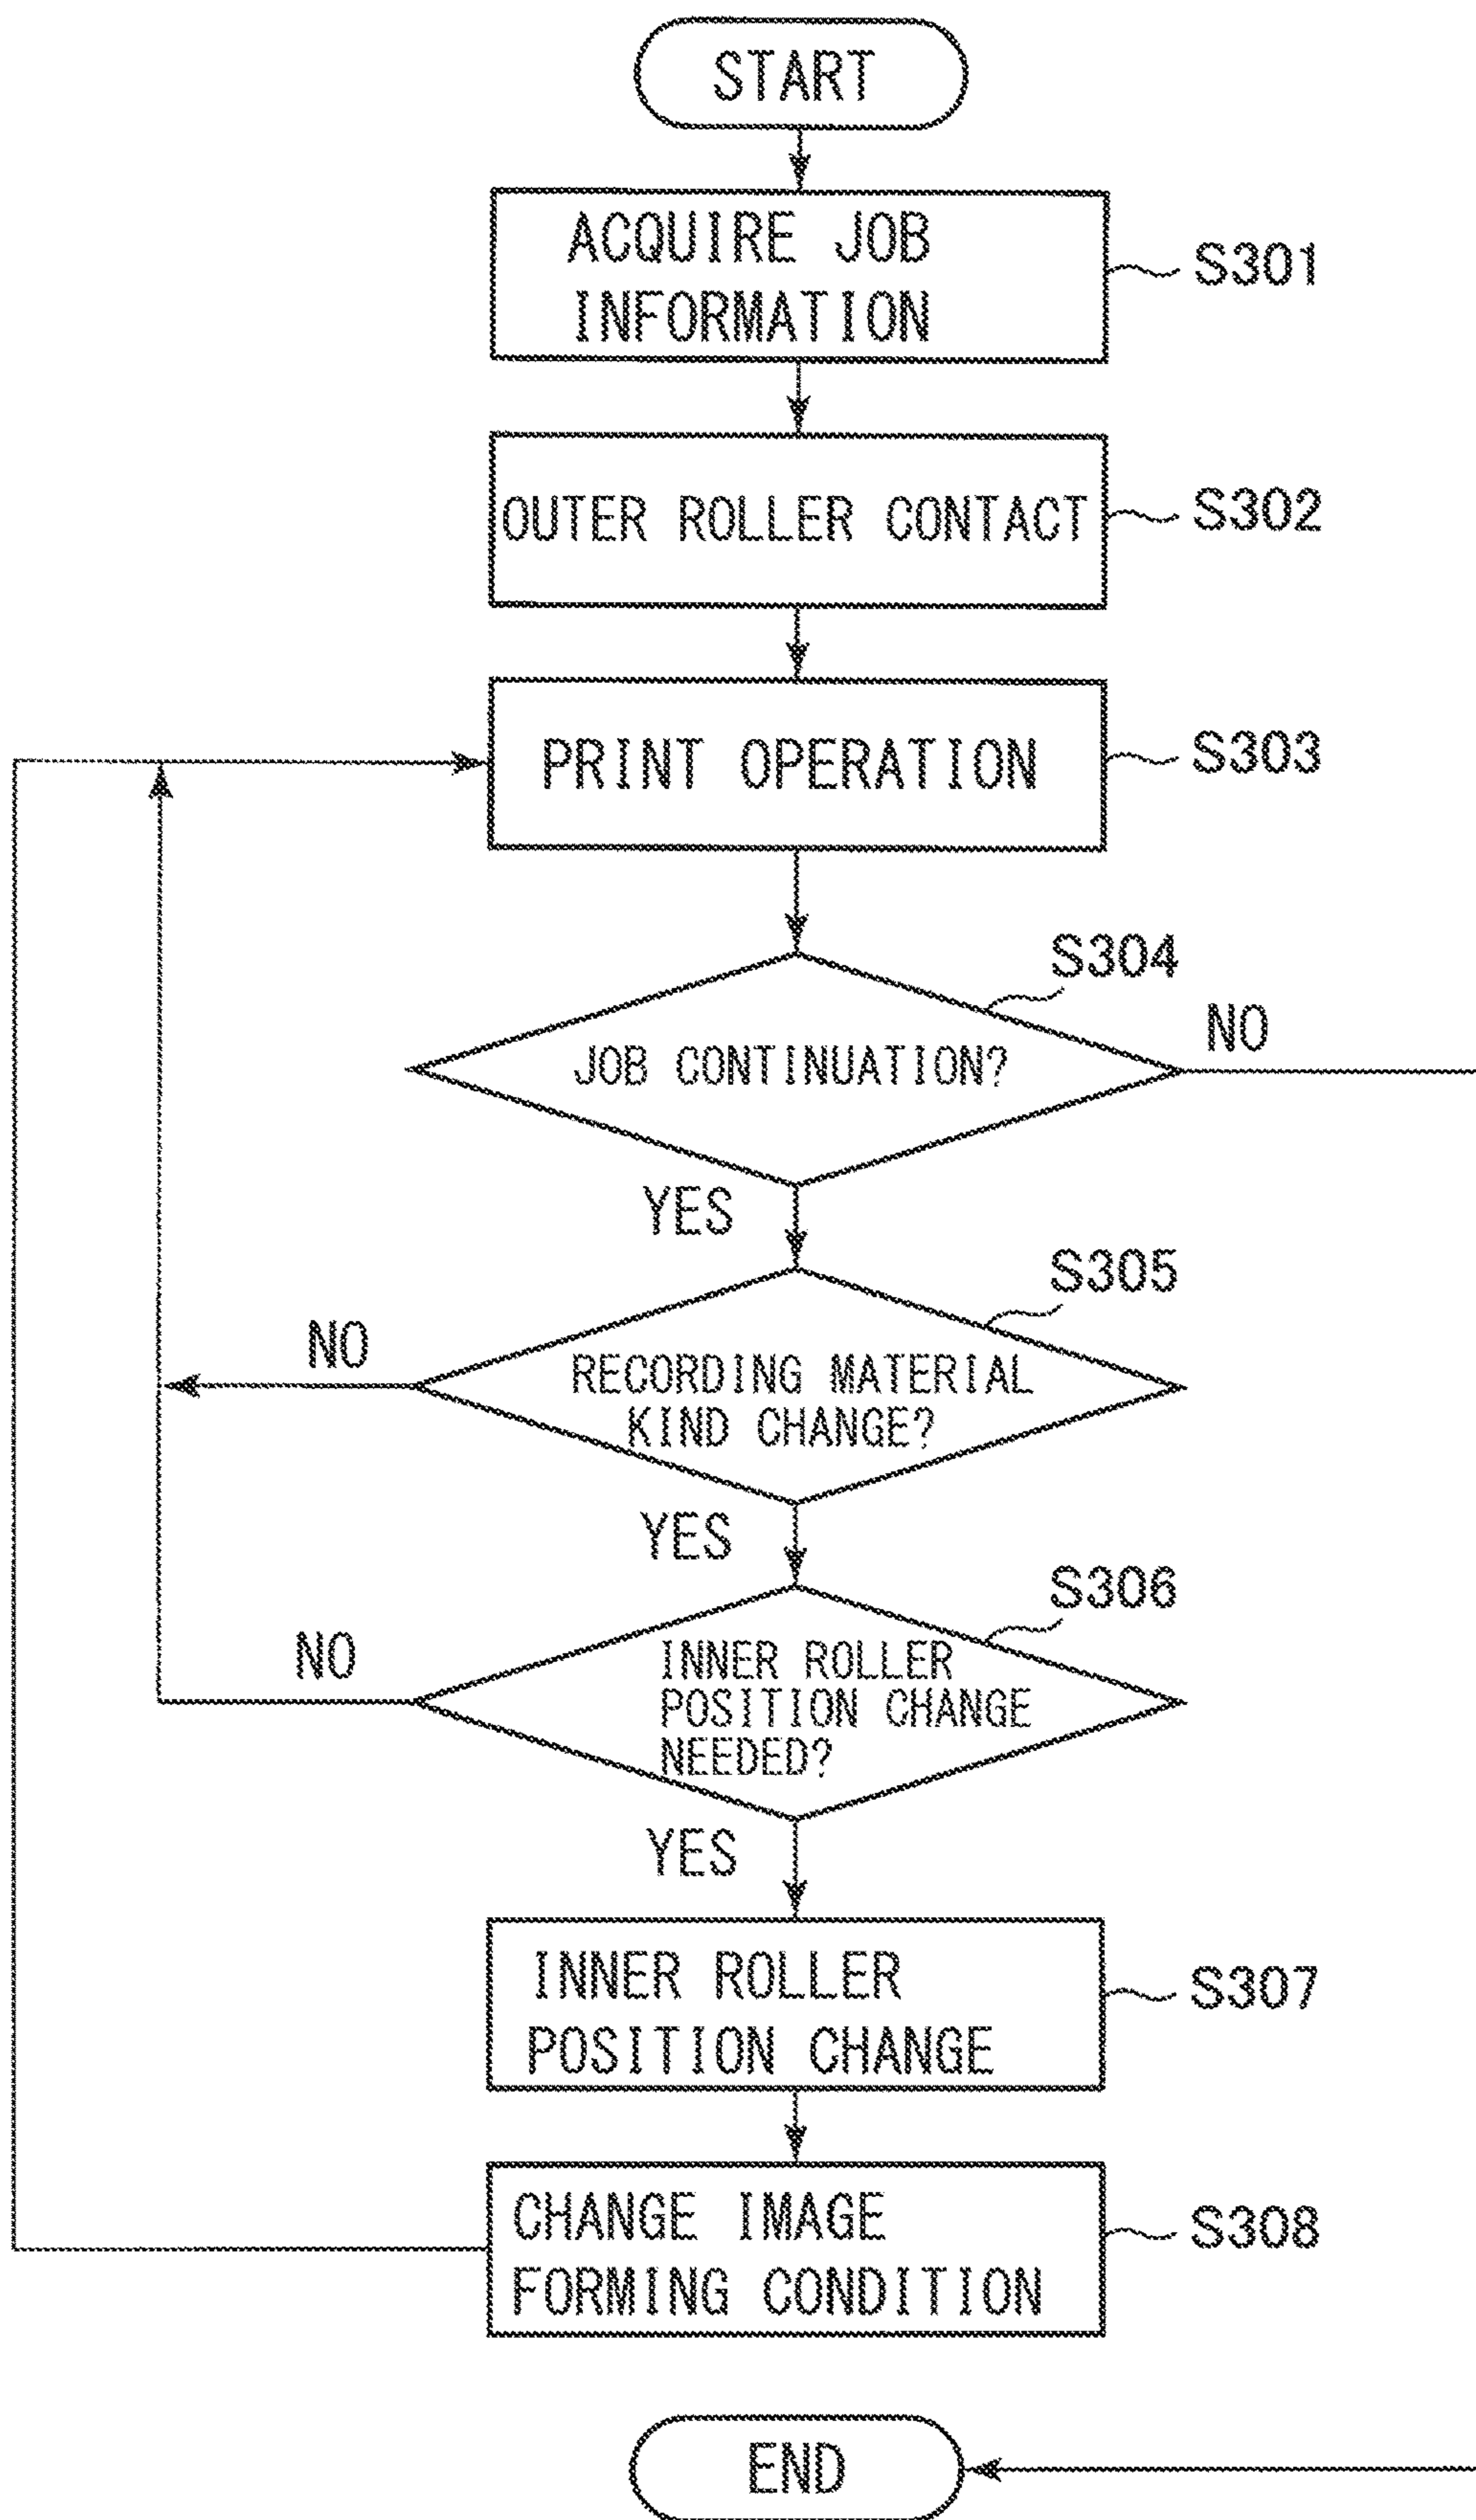 START
ACQUIRE JOB
INFORMATION
S301
OUTER ROLLER CONTACT
S302
PRINT OPERATION
S303
S304
JOB CONTINUATION?
NO
YES
S305
RECORDING MATERIAL
KIND CHANGE?
NO
YES
S306
INNER ROLLER
POSITION CHANGE
NEEDED?
NO
YES
INNER ROLLER
POSITION CHANGE
S307
CHANGE IMAGE
FORMING CONDITION
S308
END